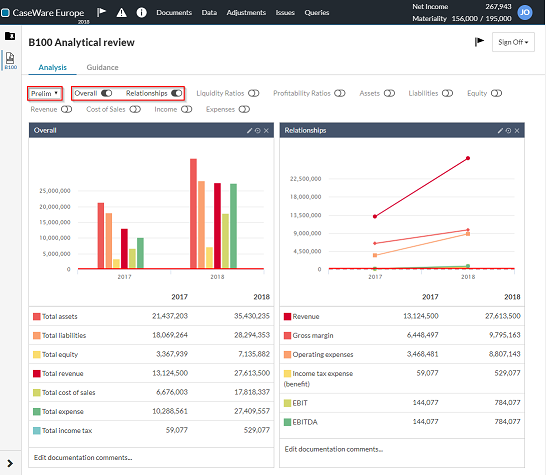 CaseWare Europe
2018
Documents Data Adjustments Issues Queries
Net Income 267,943
Materiality 156,000 / 195,000
JO
B100
B100 Analytical review
Sign Off
Analysis Guidance
Prelim Overall Relationships Liquidity Ratios Profitability Ratios Assets Liabilities Equity
Revenue Cost of Sales Income Expenses
Overall
25,000,000
20,000,000
15,000,000
10,000,000
5,000,000
0
2017 2018
2017 2018
Total assets 21,437,203 35,430,235
Total liabilities 18,069,264 28,294,353
Total equity 3,367,939 7,135,882
Total revenue 13,124,500 27,613,500
Total cost of sales 6,676,003 17,818,337
Total expense 10,288,561 27,409,557
Total income tax 59,077 529,077
Edit documentation comments...
Relationships
22,500,000
18,000,000
13,500,000
9,000,000
4,500,000
0
2017 2018
2017 2018
Revenue 13,124,500 27,613,500
Gross margin 6,448,497 9,795,163
Operating expenses 3,468,481 8,807,143
Income tax expense 59,077 529,077
(benefit)
EBIT 144,077 784,077
EBITDA 144,077 784,077
Edit documentation comments...